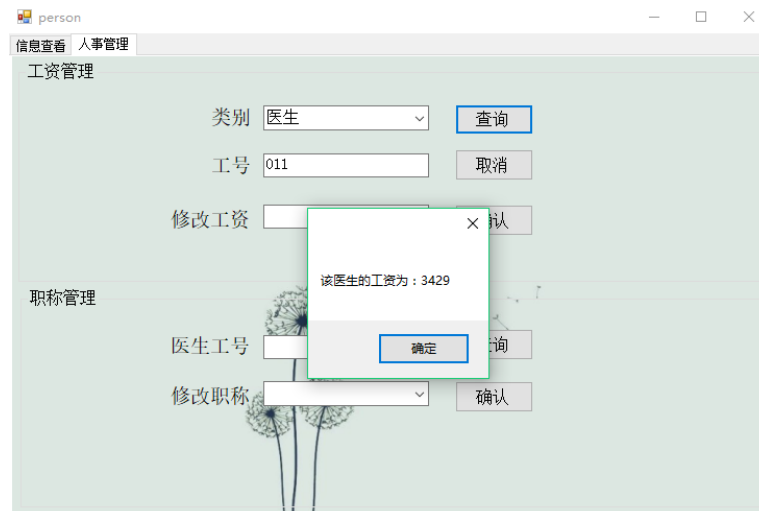 person
信息查看 人事管理
工资管理
类别 医生 查询
工号 011 取消
修改工资 认
该医生的工资为：3429
确定
职称管理
医生工号 询
修改职称 确认